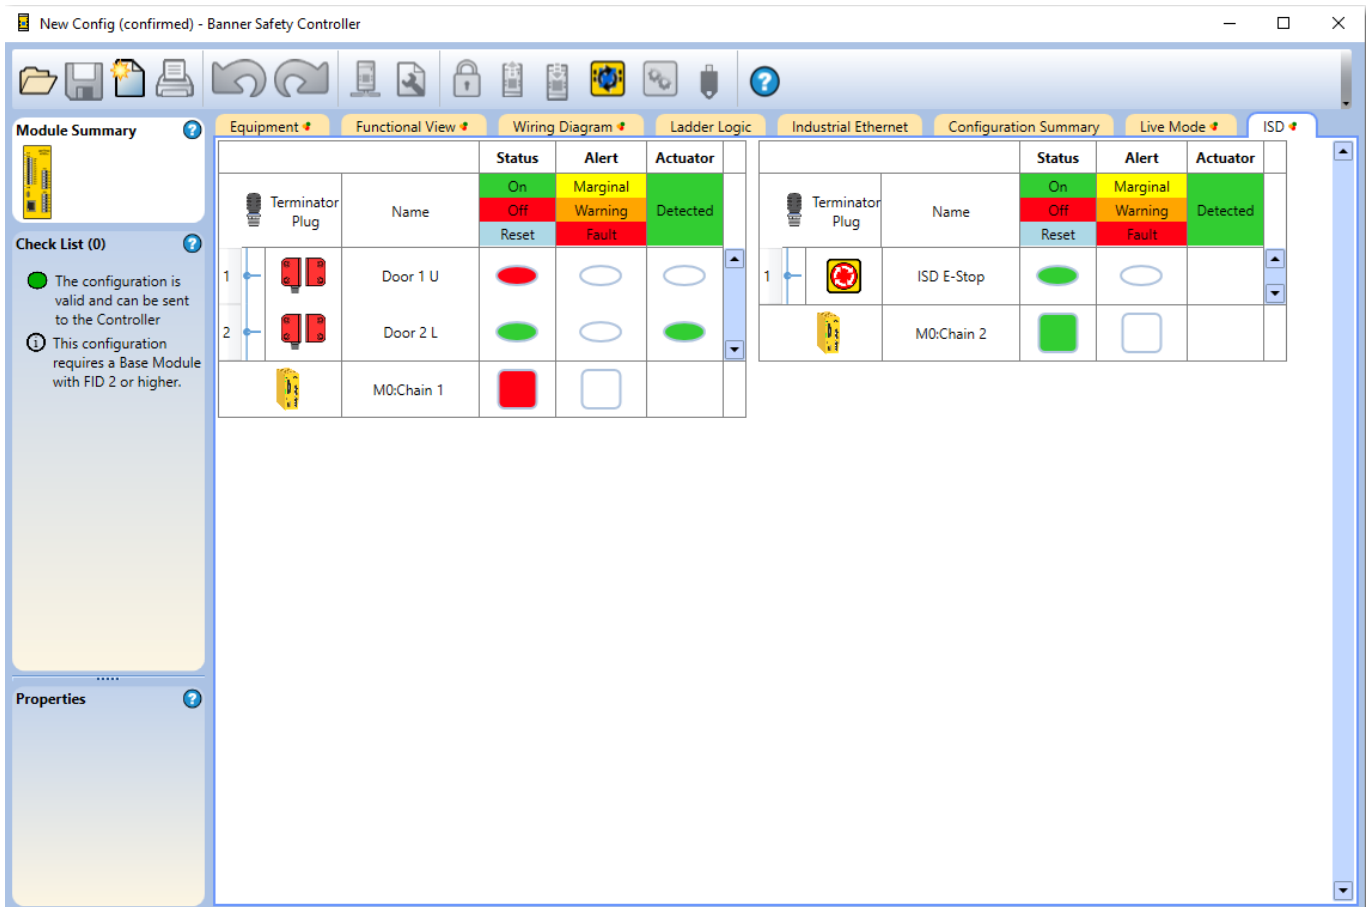 New Config (confirmed) - Banner Safety Controller
Module Summary
Equipment
Functional View
Wiring Diagram
Ladder Logic
Industrial Ethernet
Configuration Summary
Live Mode
ISD
Check List (0)
The configuration is
valid and can be sent
to the Controller
This configuration
requires a Base Module
with FID 2 or higher.
Properties
Status Alert Actuator
Terminator
Plug
Name
On Marginal
Off Warning Detected
Reset Fault
1 Door 1 U
2 Door 2 L
M0:Chain 1
Status Alert Actuator
Terminator
Plug
Name
On Marginal
Off Warning Detected
Reset Fault
1 ISD E-Stop
M0:Chain 2